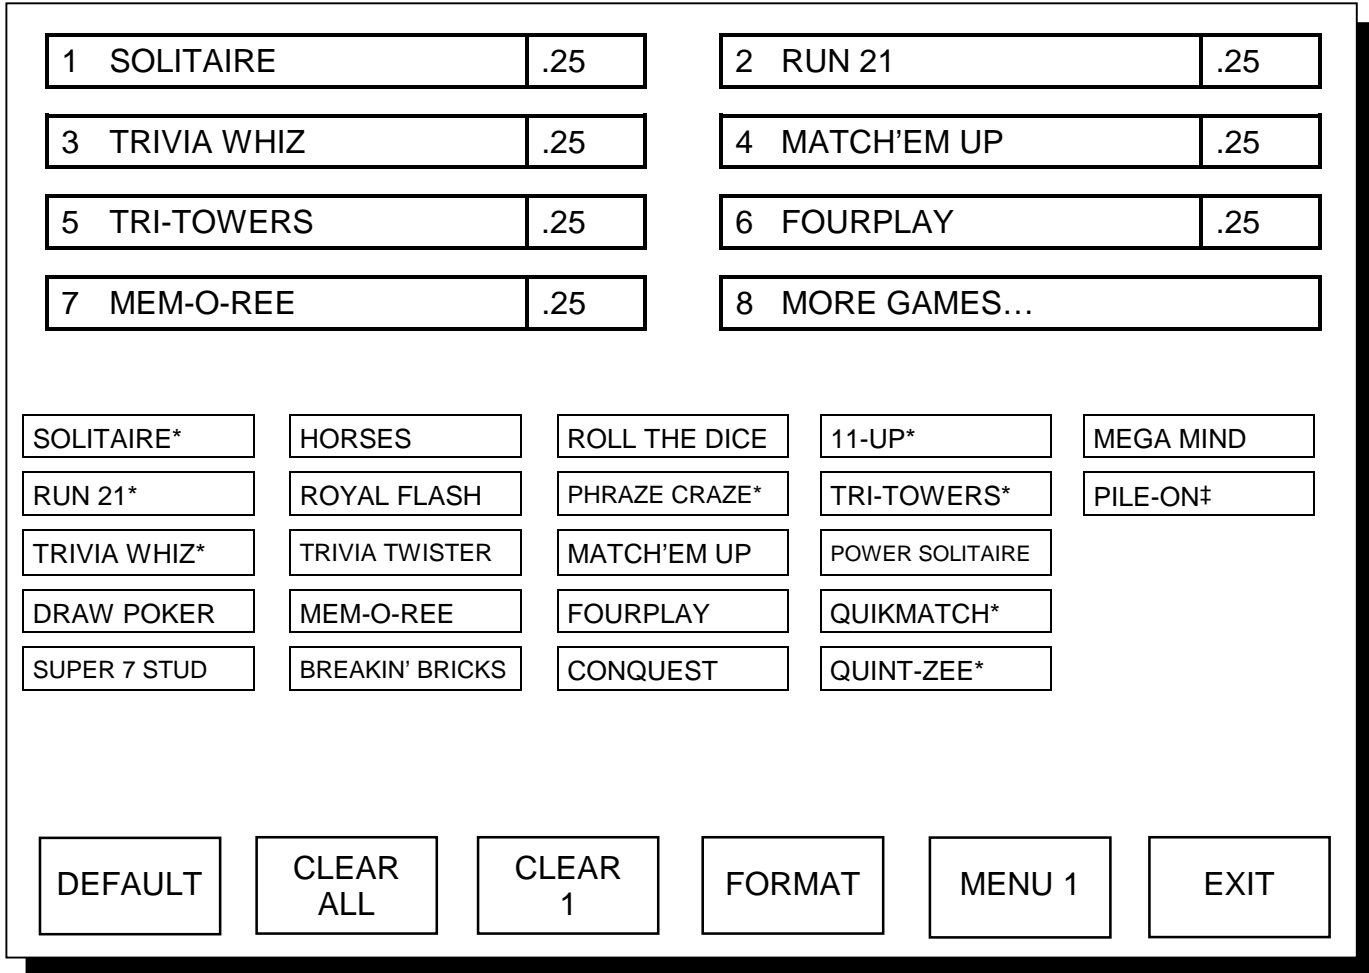 1 SOLITAIRE .25 2 RUN 21 .25
3 TRIVIA WHIZ .25 4 MATCH’EM UP .25
5 TRI-TOWERS .25 6 FOURPLAY .25
7 MEM-O-REE .25 8 MORE GAMES…
SOLITAIRE* HORSES ROLL THE DICE 11-UP* MEGA MIND
RUN 21* ROYAL FLASH PHRAZE CRAZE* TRI-TOWERS* PILE-ON‡
TRIVIA WHIZ* TRIVIA TWISTER MATCH’EM UP POWER SOLITAIRE
DRAW POKER MEM-O-REE FOURPLAY QUIKMATCH*
SUPER 7 STUD BREAKIN’ BRICKS CONQUEST QUINT-ZEE*
DEFAULT
CLEAR
ALL
CLEAR
1
FORMAT
MENU 1
EXIT